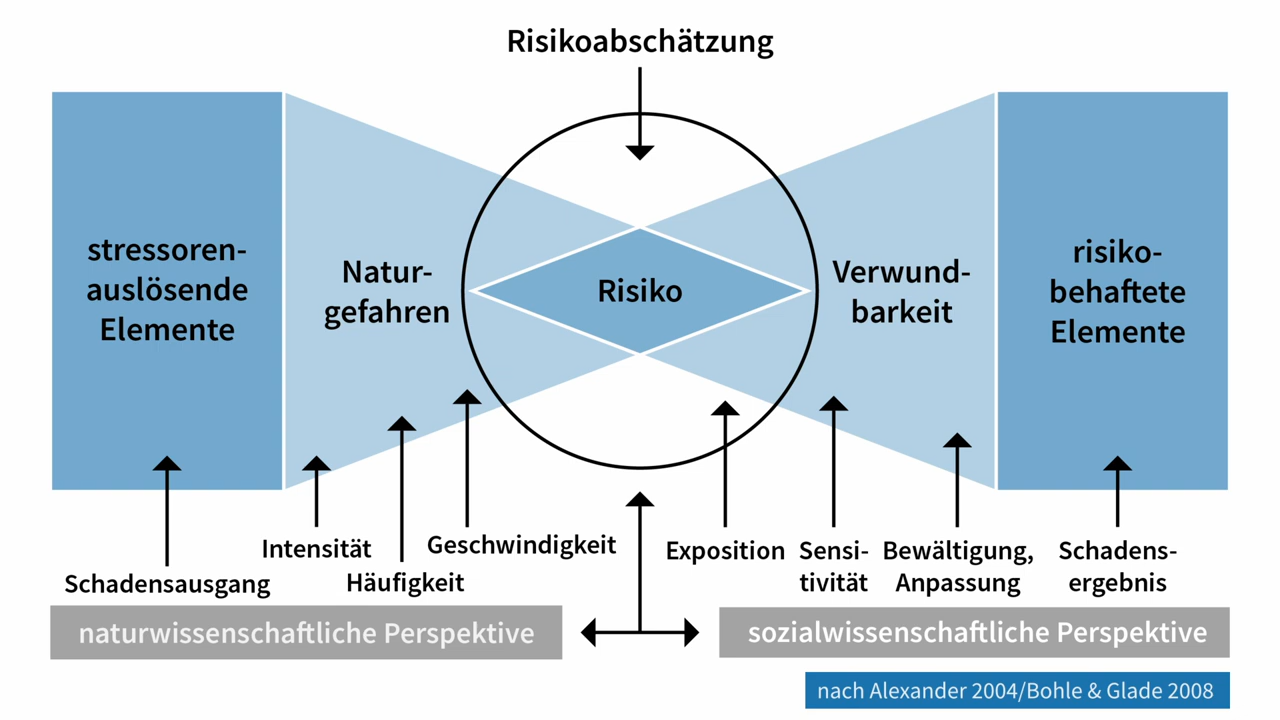 Risikoabschätzung
stressoren-
auslösende
Elemente
Natur-
gefahren
Risiko
Verwund-
barkeit
risiko-
behaftete
Elemente
Schadensausgang
Intensität
Häufigkeit
Geschwindigkeit
Exposition
Sensi-
tivität
Bewältigung,
Anpassung
Schadens-
ergebnis
naturwissenschaftliche Perspektive
sozialwissenschaftliche Perspektive
nach Alexander 2004/Bohle & Glade 2008